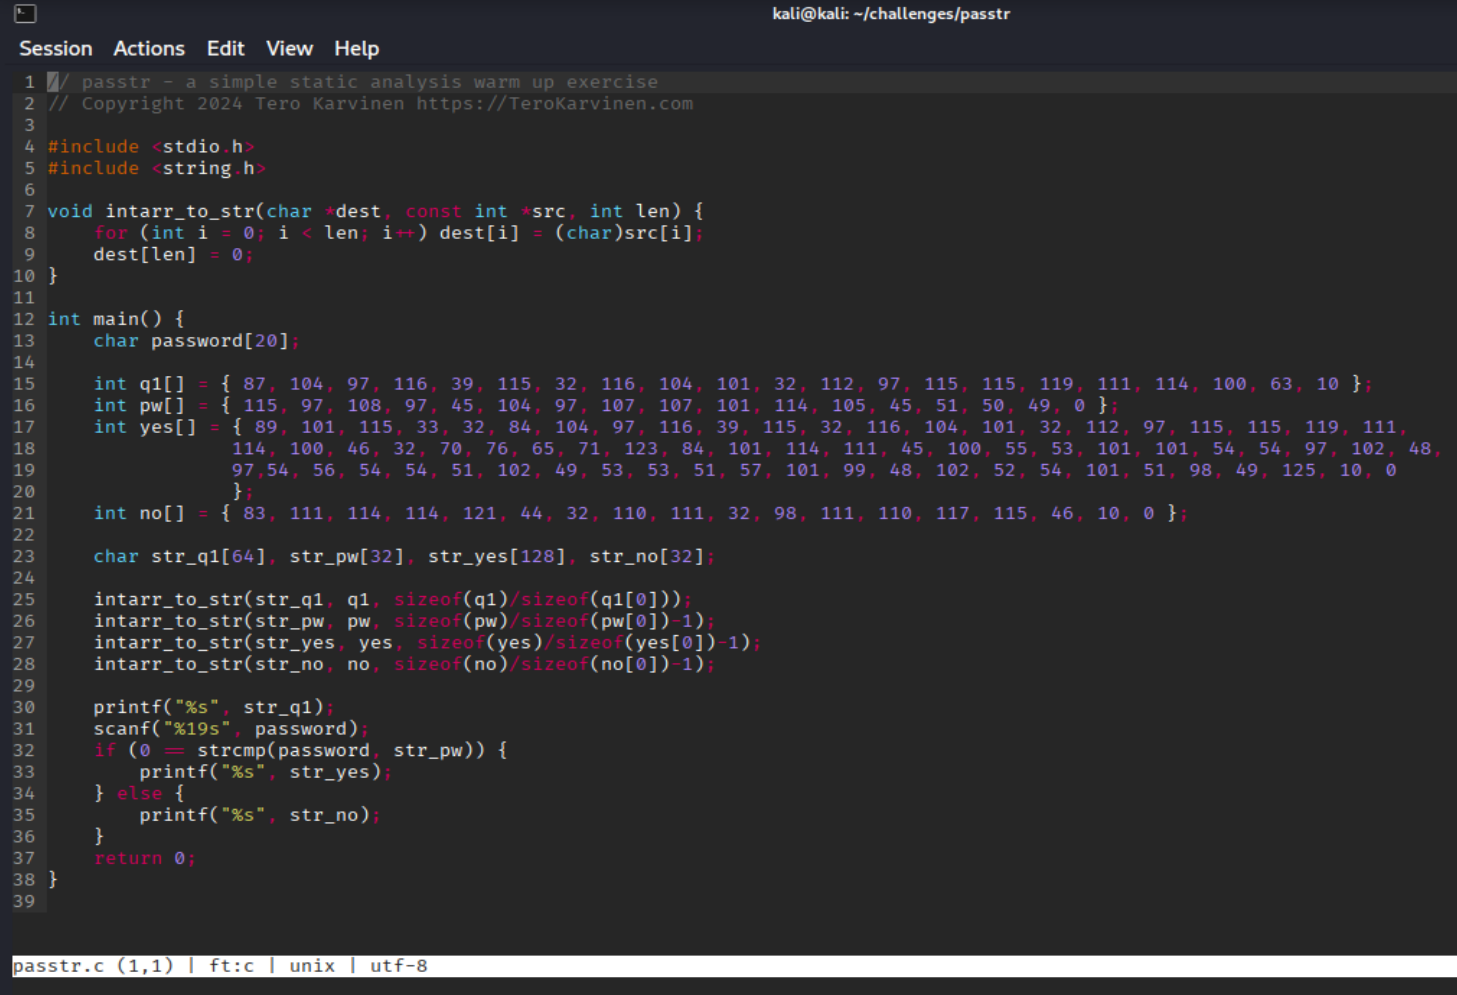 kali@kali: ~/challenges/passtr
Session Actions Edit View Help
1 // passtr - a simple static analysis warm up exercise
2 // Copyright 2024 Tero Karvinen https://TeroKarvinen.com
3
4 #include <stdio.h>
5 #include <string.h>
6
7 void intarr_to_str(char *dest, const int *src, int len) {
8     for (int i = 0; i < len; i++) dest[i] = (char)src[i];
9     dest[len] = 0;
10 }
11
12 int main() {
13     char password[20];
14
15     int q1[] = { 87, 104, 97, 116, 39, 115, 32, 116, 104, 101, 32, 112, 97, 115, 115, 119, 111, 114, 100, 63, 10 };
16     int pw[] = { 115, 97, 108, 97, 45, 104, 97, 107, 107, 101, 114, 105, 45, 51, 50, 49, 0 };
17     int yes[] = { 89, 101, 115, 33, 32, 84, 104, 97, 116, 39, 115, 32, 116, 104, 101, 32, 112, 97, 115, 115, 119, 111,
18                 114, 100, 46, 32, 70, 76, 65, 71, 123, 84, 101, 114, 111, 45, 100, 55, 53, 101, 101, 54, 54, 97, 102, 48,
19                 97,54, 56, 54, 54, 51, 102, 49, 53, 53, 51, 57, 101, 99, 48, 102, 52, 54, 101, 51, 98, 49, 125, 10, 0
20                 };
21     int no[] = { 83, 111, 114, 114, 121, 44, 32, 110, 111, 32, 98, 111, 110, 117, 115, 46, 10, 0 };
22
23     char str_q1[64], str_pw[32], str_yes[128], str_no[32];
24
25     intarr_to_str(str_q1, q1, sizeof(q1)/sizeof(q1[0]));
26     intarr_to_str(str_pw, pw, sizeof(pw)/sizeof(pw[0])-1);
27     intarr_to_str(str_yes, yes, sizeof(yes)/sizeof(yes[0])-1);
28     intarr_to_str(str_no, no, sizeof(no)/sizeof(no[0])-1);
29
30     printf("%s", str_q1);
31     scanf("%19s", password);
32     if (0 == strcmp(password, str_pw)) {
33         printf("%s", str_yes);
34     } else {
35         printf("%s", str_no);
36     }
37     return 0;
38 }
39
passtr.c (1,1) | ft:c | unix | utf-8